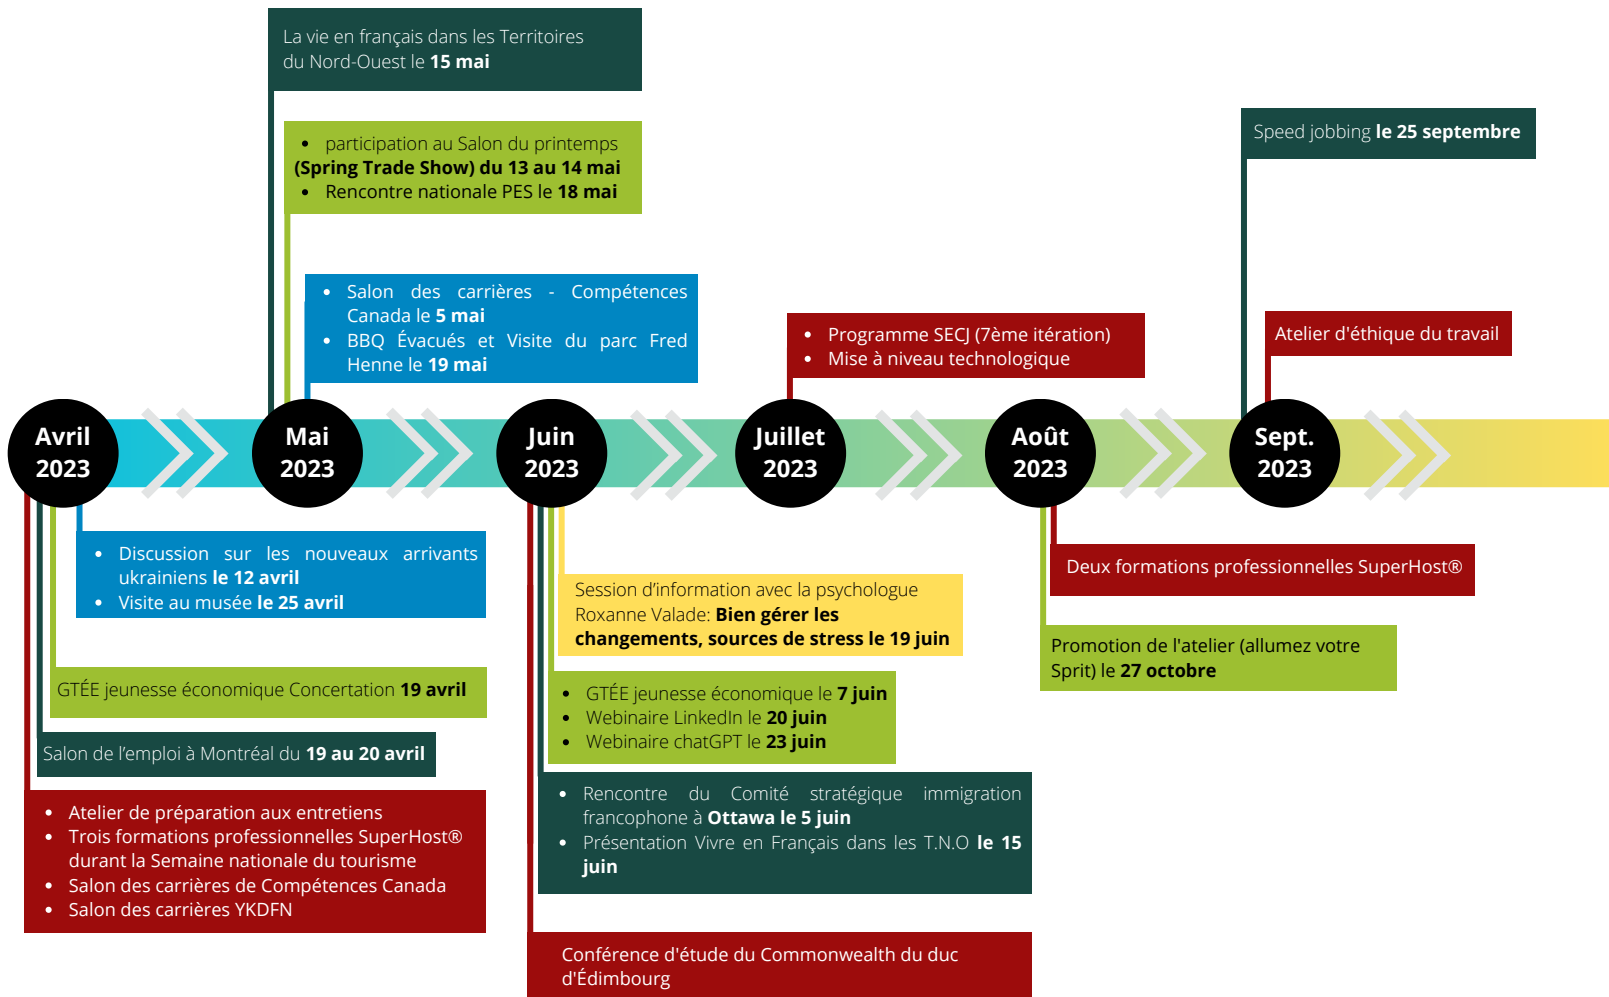 La vie en français dans les Territoires
du Nord-Ouest le 15 mai
• participation au Salon du printemps
(Spring Trade Show) du 13 au 14 mai
• Rencontre nationale PES le 18 mai
• Salon des carrières - Compétences
Canada le 5 mai
• BBQ Évacués et Visite du parc Fred
Henne le 19 mai
• Programme SECJ (7ème itération)
• Mise à niveau technologique
Speed jobbing le 25 septembre
Atelier d'éthique du travail
Avril
2023
Mai
2023
Juin
2023
Juillet
2023
Août
2023
Sept.
2023
• Discussion sur les nouveaux arrivants
ukrainiens le 12 avril
• Visite au musée le 25 avril
GTÉE jeunesse économique Concertation 19 avril
Salon de l’emploi à Montréal du 19 au 20 avril
• Atelier de préparation aux entretiens
• Trois formations professionnelles SuperHost®
durant la Semaine nationale du tourisme
• Salon des carrières de Compétences Canada
• Salon des carrières YKDFN
Session d’information avec la psychologue
Roxanne Valade: Bien gérer les
changements, sources de stress le 19 juin
• GTÉE jeunesse économique le 7 juin
• Webinaire LinkedIn le 20 juin
• Webinaire chatGPT le 23 juin
• Rencontre du Comité stratégique immigration
francophone à Ottawa le 5 juin
• Présentation Vivre en Français dans les T.N.O le 15
juin
Conférence d'étude du Commonwealth du duc
d'Édimbourg
Deux formations professionnelles SuperHost®
Promotion de l'atelier (allumez votre
Sprit) le 27 octobre